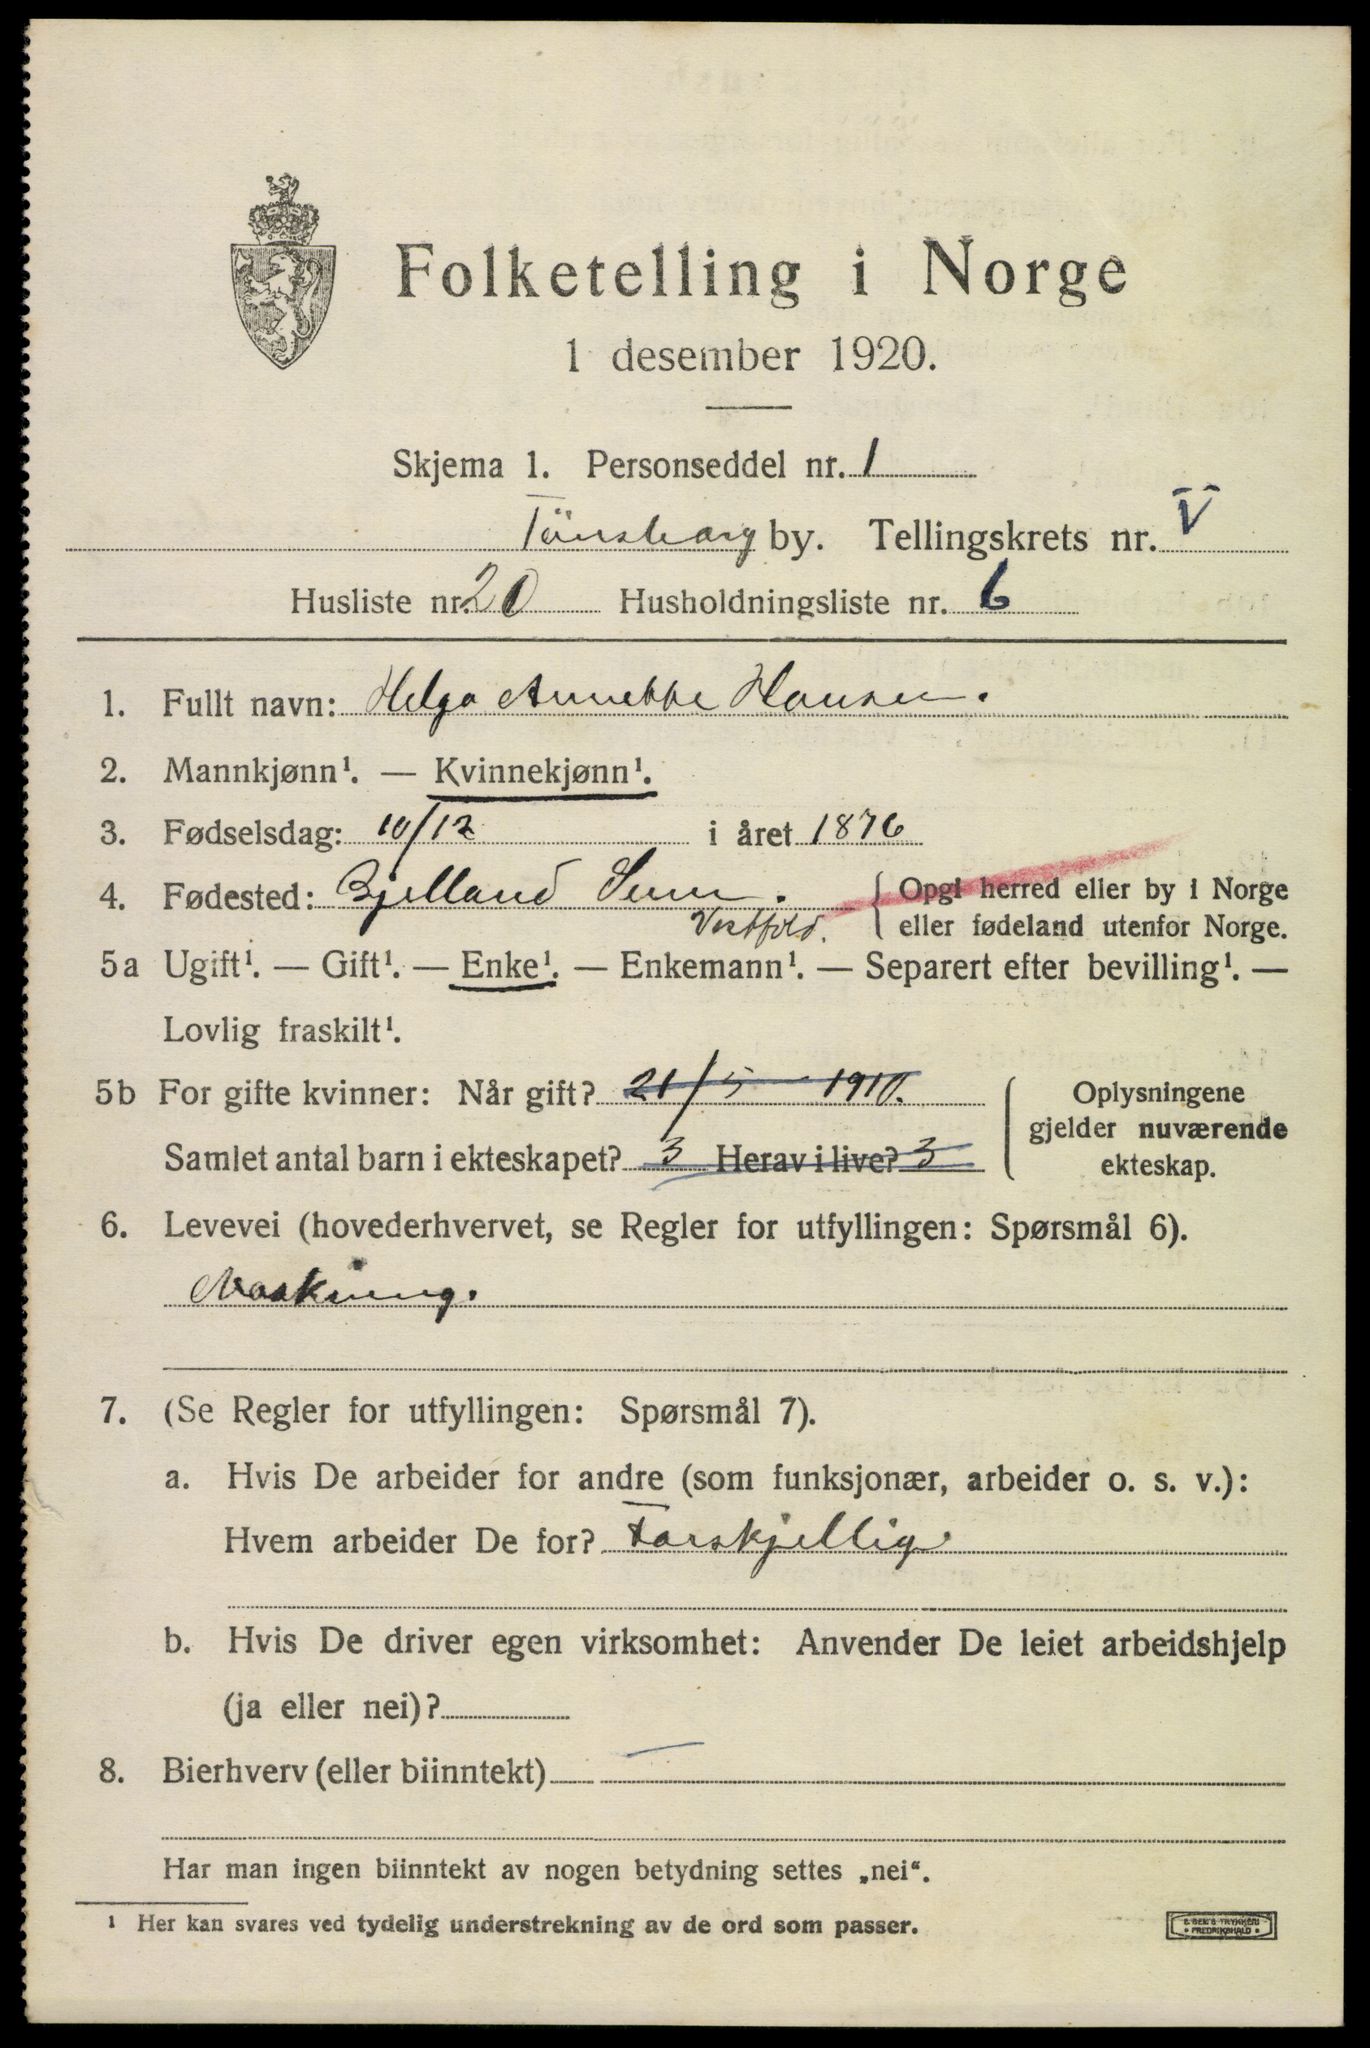 Folketelling i Norge
1 desember 1920.
Skjema 1. Personseddel nr. 1
Tönsberg by. Tellingskrets nr. V
Husliste nr. 20 Husholdningsliste nr. 6
1. Fullt navn: Helga Annette Hansen.
2. Mannkjønn¹. — Kvinnekjønn¹.
3. Fødselsdag: 10/12 i året 1876
4. Fødested: Bjelland Sem. { Opgi herred eller by i Norge
Vestfold. eller fødeland utenfor Norge.
5a Ugift¹. — Gift¹. — Enke¹. — Enkemann¹. — Separert efter bevilling¹. —
Lovlig fraskilt¹.
5b For gifte kvinner: Når gift? 21/5 1910. Oplysningene
gjelder nuværende
Samlet antal barn i ekteskapet? 3 Herav i live? 3 ekteskap.
6. Levevei (hovederhvervet, se Regler for utfyllingen: Spørsmål 6).
7. (Se Regler for utfyllingen: Spørsmål 7).
a. Hvis De arbeider for andre (som funksjonær, arbeider o. s. v.):
Hvem arbeider De for? Forskjellige
b. Hvis De driver egen virksomhet: Anvender De leiet arbeidshjelp
(ja eller nei)?
8. Bierhverv (eller biinntekt) —
Har man ingen biinntekt av nogen betydning settes „nei“.
¹ Her kan svares ved tydelig understrekning av de ord som passer.
E. SEM'S TRYKKERI
• FREDRIKSHALD •